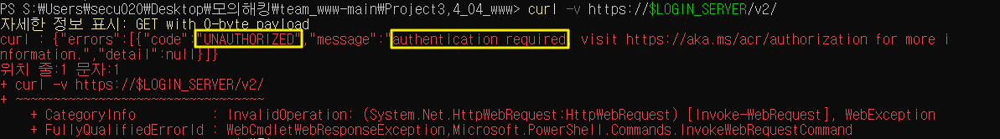 PS S:\Users\secu020\Desktop\모의해킹\team_www-main\Project3,4_04_www> curl -v https://$LOGIN_SERVER/v2/
자세한 정보 표시: GET with 0-byte payload
curl : {"errors":[{"code":"UNAUTHORIZED","message":"authentication required, visit https://aka.ms/acr/authorization for more i
nformation.","detail":null}]}
위치 줄:1 문자:1
+ curl -v https://$LOGIN_SERVER/v2/
+ ~~~~~~~~~~~~~~~~~~~~~~~~~~~~~~~~~
    + CategoryInfo          : InvalidOperation: (System.Net.HttpWebRequest:HttpWebRequest) [Invoke-WebRequest], WebException
    + FullyQualifiedErrorId : WebCmdletWebResponseException,Microsoft.PowerShell.Commands.InvokeWebRequestCommand